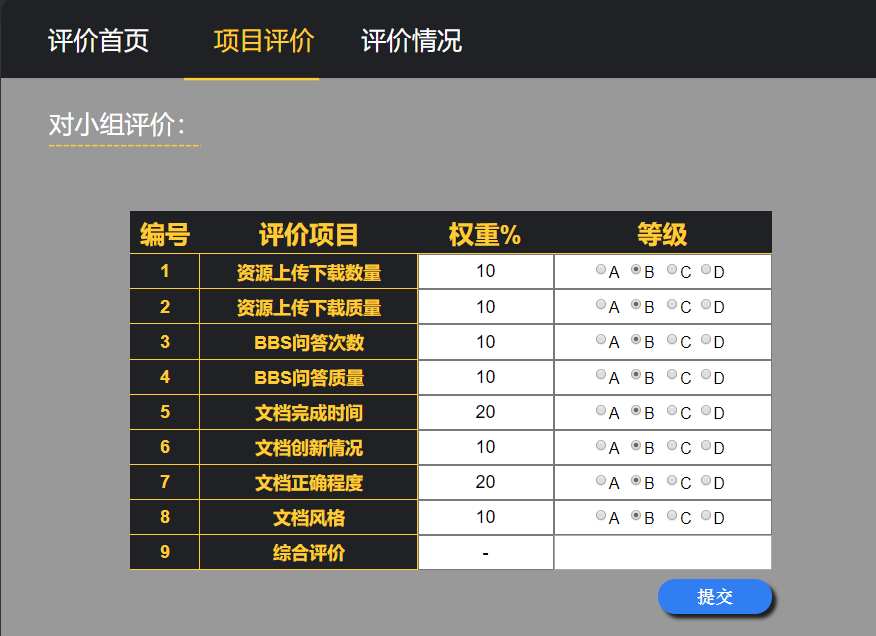 评价首页 项目评价 评价情况
对小组评价：
编号 评价项目 权重% 等级
1 资源上传下载数量 10 A B C D
2 资源上传下载质量 10 A B C D
3 BBS问答次数 10 A B C D
4 BBS问答质量 10 A B C D
5 文档完成时间 20 A B C D
6 文档创新情况 10 A B C D
7 文档正确程度 20 A B C D
8 文档风格 10 A B C D
9 综合评价 -
提交